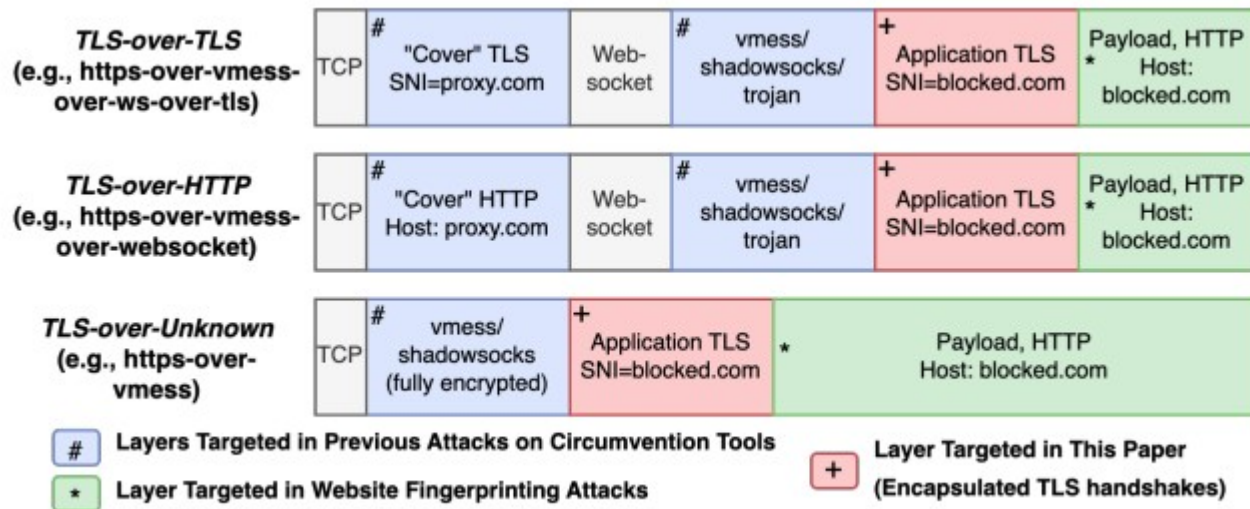 TLS-over-TLS
(e.g., https-over-vmess-
over-ws-over-tls)
TCP
#
"Cover" TLS
SNI=proxy.com
Web-
socket
#
vmess/
shadowsocks/
trojan
+
Application TLS
SNI=blocked.com
Payload, HTTP
* Host:
blocked.com
TLS-over-HTTP
(e.g., https-over-vmess-
over-websocket)
TCP
#
"Cover" HTTP
Host: proxy.com
Web-
socket
#
vmess/
shadowsocks/
trojan
+
Application TLS
SNI=blocked.com
Payload, HTTP
* Host:
blocked.com
TLS-over-Unknown
(e.g., https-over-
vmess)
TCP
#
vmess/
shadowsocks
(fully encrypted)
+
Application TLS
SNI=blocked.com
*
Payload, HTTP
Host: blocked.com
# Layers Targeted in Previous Attacks on Circumvention Tools
* Layer Targeted in Website Fingerprinting Attacks
+ Layer Targeted in This Paper
(Encapsulated TLS handshakes)